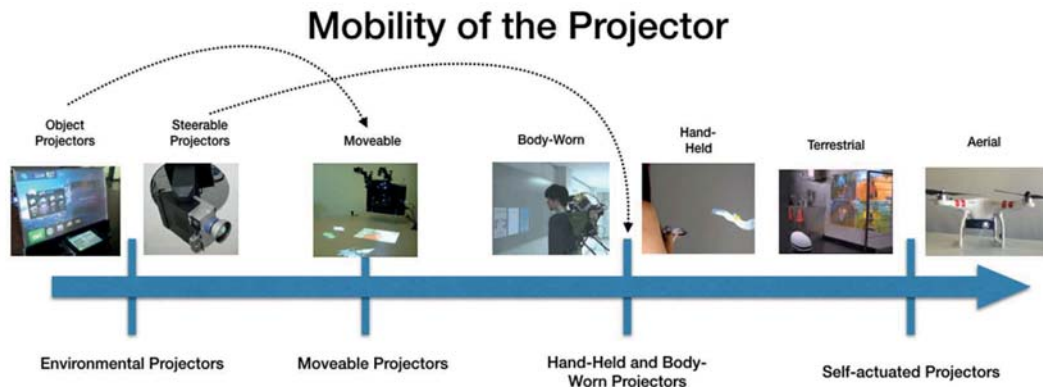 Mobility of the Projector
Object
Projectors
Steerable
Projectors
Moveable
Body-Worn
Hand-
Held
Terrestrial
Aerial
Environmental Projectors
Moveable Projectors
Hand-Held and Body-
Worn Projectors
Self-actuated Projectors